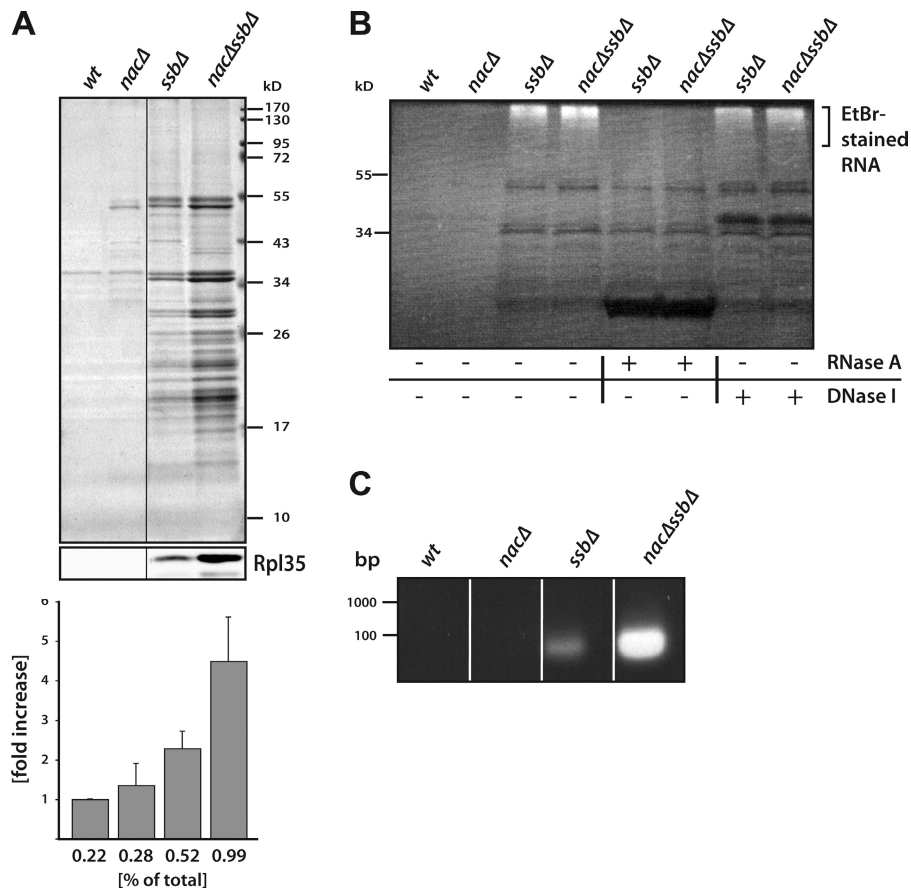 A
wt nacΔ ssbΔ nacΔssbΔ
kD
170
130
95
72
55
43
34
26
17
10
Rpl35
[fold increase]
6
5
4
3
2
1
0.22 0.28 0.52 0.99
[% of total]
B
kD
wt nacΔ ssbΔ nacΔssbΔ ssbΔ nacΔssbΔ ssbΔ nacΔssbΔ
55
34
EtBr-
stained
RNA
- - - - + + - - RNase A
- - - - - - + + DNase I
C
bp
wt nacΔ ssbΔ nacΔssbΔ
1000
100